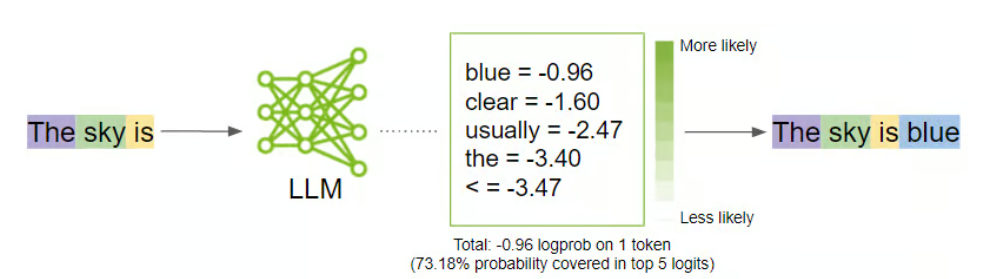 The sky is
LLM
blue = -0.96
clear = -1.60
usually = -2.47
the = -3.40
< = -3.47
More likely
Less likely
Total: -0.96 logprob on 1 token
(73.18% probability covered in top 5 logits)
The sky is blue